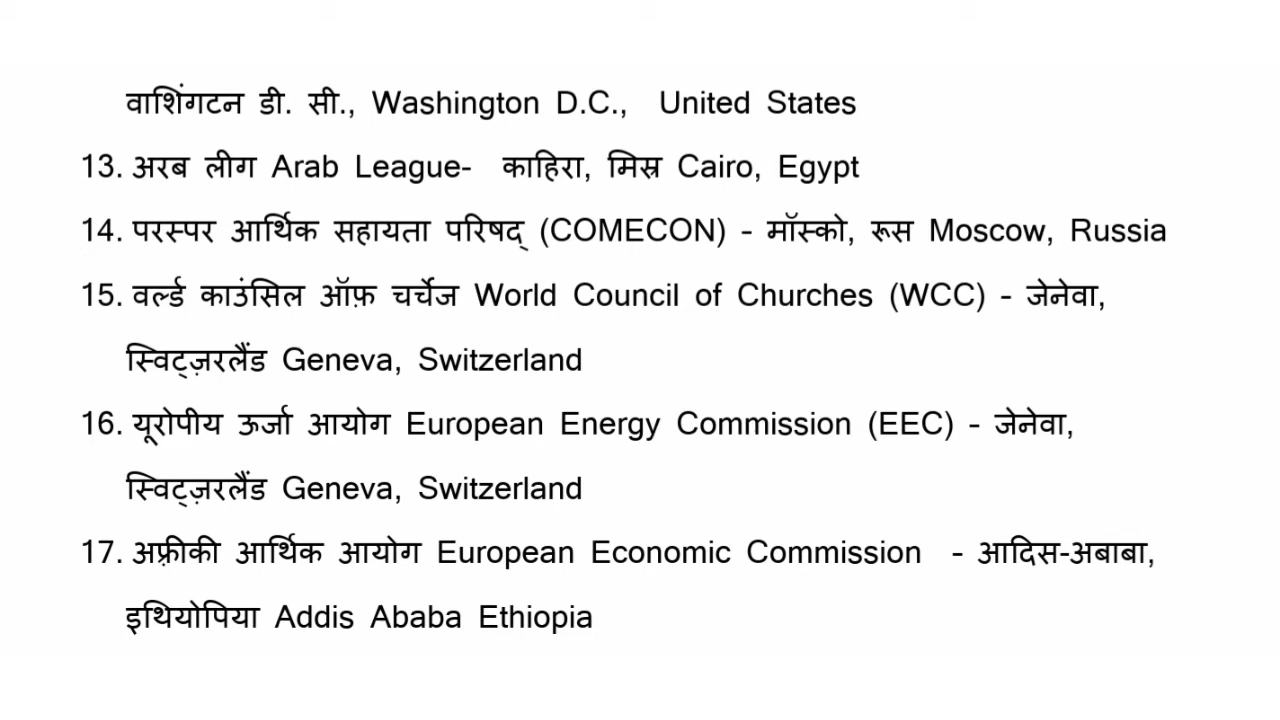 वाशिंगटन डी. सी., Washington D.C., United States
13. अरब लीग Arab League- काहिरा, मिस्र Cairo, Egypt
14. परस्पर आर्थिक सहायता परिषद् (COMECON) - मॉस्को, रूस Moscow, Russia
15. वर्ल्ड काउंसिल ऑफ़ चर्चेज World Council of Churches (WCC) - जेनेवा,
स्विट्ज़रलैंड Geneva, Switzerland
16. यूरोपीय ऊर्जा आयोग European Energy Commission (EEC) - जेनेवा,
स्विट्ज़रलैंड Geneva, Switzerland
17. अफ़्रीकी आर्थिक आयोग European Economic Commission - आदिस-अबाबा,
इथियोपिया Addis Ababa Ethiopia